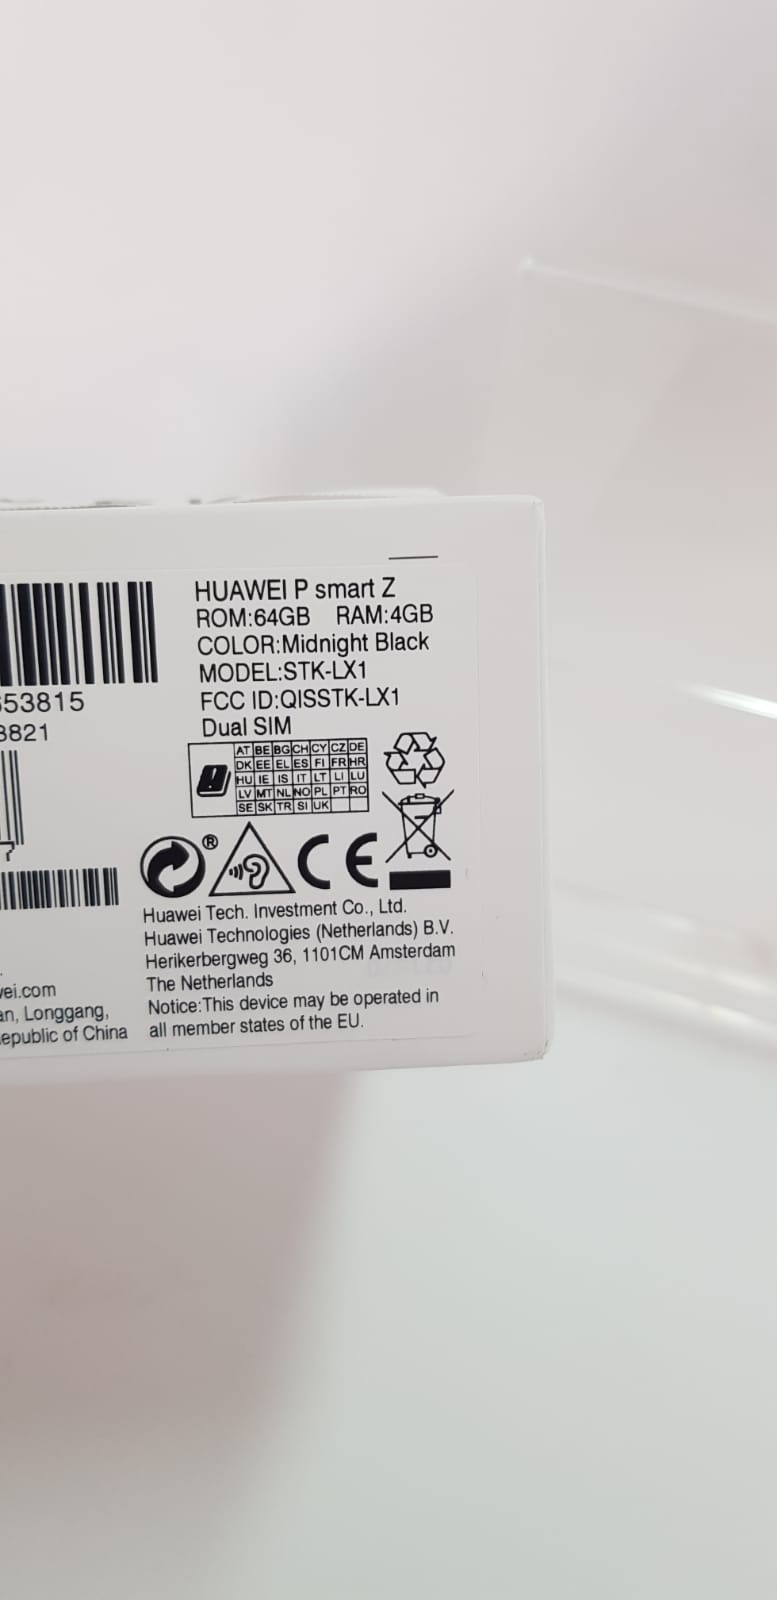 HUAWEI P smart Z
ROM:64GB RAM:4GB
COLOR:Midnight Black
MODEL:STK-LX1
FCC ID:QISSTK-LX1
Dual SIM
53815
3821
7
AT BE BG CH CY CZ DE
DK EE EL ES FI FR HR
HU IE IS IT LT LI LU
LV MT NL NO PL PT RO
SE SK TR SI UK
®
CE
Huawei Tech. Investment Co., Ltd.
Huawei Technologies (Netherlands) B.V.
Herikerbergweg 36, 1101CM Amsterdam
The Netherlands
Notice:This device may be operated in
all member states of the EU.
wei.com
an, Longgang,
epublic of China